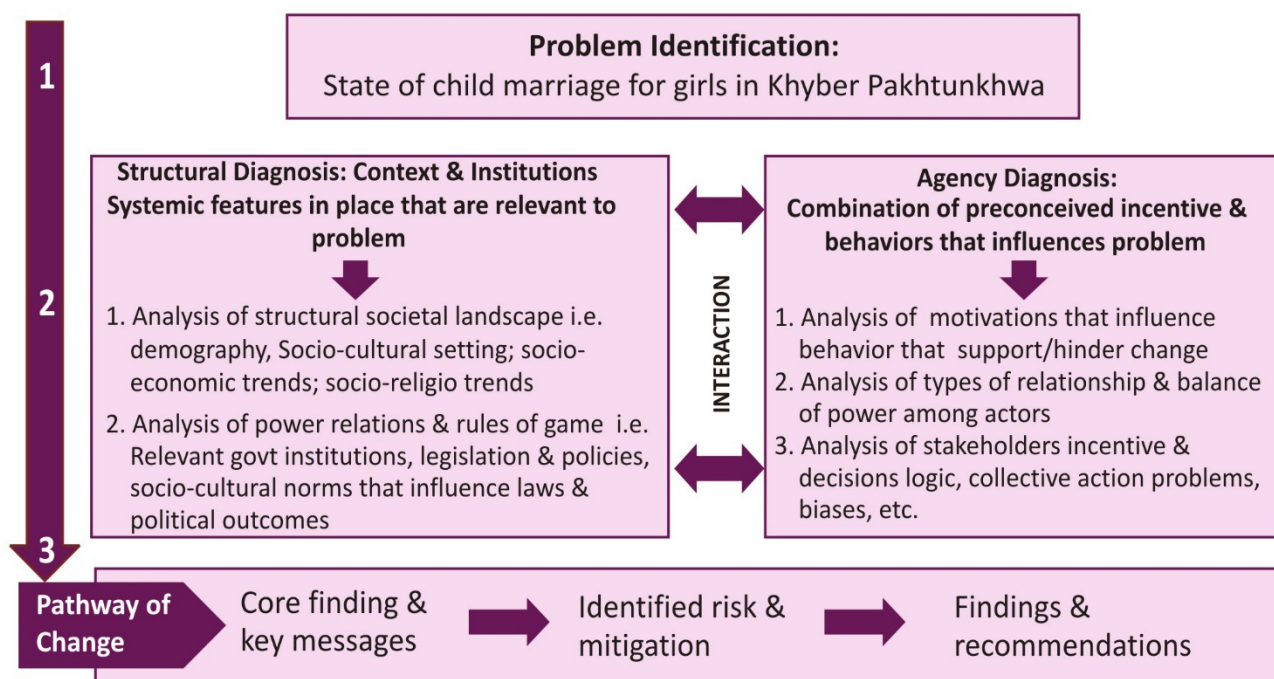 1
Problem Identification:
State of child marriage for girls in Khyber Pakhtunkhwa
2
Structural Diagnosis: Context & Institutions
Systemic features in place that are relevant to
problem
1. Analysis of structural societal landscape i.e.
demography, Socio-cultural setting; socio-
economic trends; socio-religio trends
2. Analysis of power relations & rules of game i.e.
Relevant govt institutions, legislation & policies,
socio-cultural norms that influence laws &
political outcomes
INTERACTION
Agency Diagnosis:
Combination of preconceived incentive &
behaviors that influences problem
1. Analysis of motivations that influence
behavior that support/hinder change
2. Analysis of types of relationship & balance
of power among actors
3. Analysis of stakeholders incentive &
decisions logic, collective action problems,
biases, etc.
3
Pathway of
Change
Core finding &
key messages
Identified risk &
mitigation
Findings &
recommendations